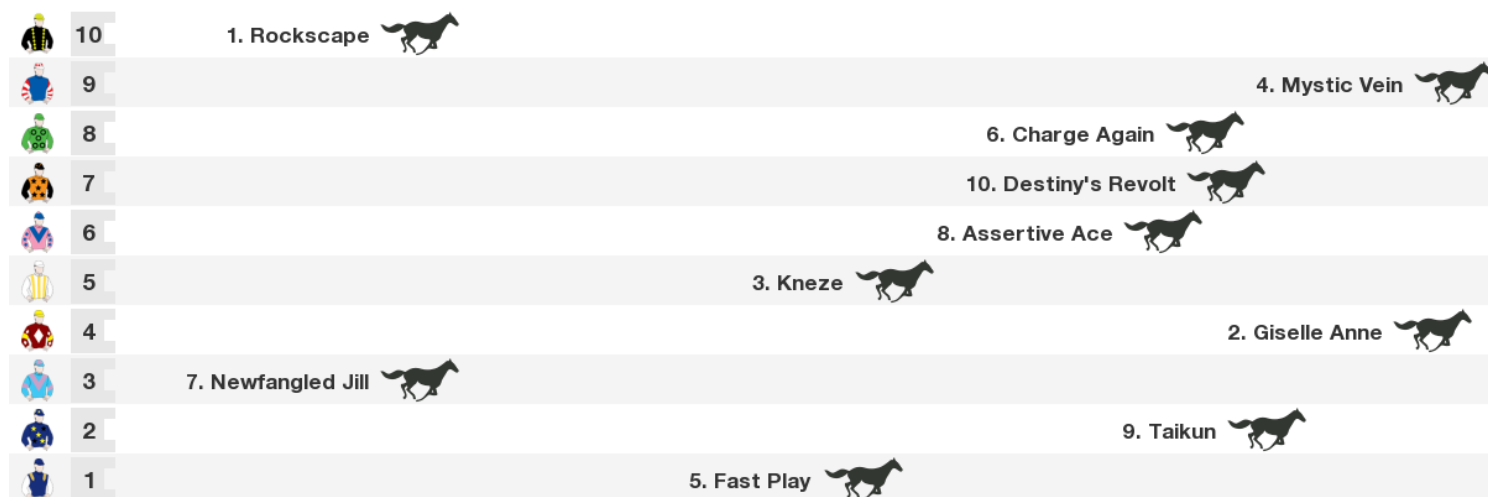 10 1. Rockscape
9 4. Mystic Vein
8 6. Charge Again
7 10. Destiny's Revolt
6 8. Assertive Ace
5 3. Kneze
4 2. Giselle Anne
3 7. Newfangled Jill
2 9. Taikun
1 5. Fast Play